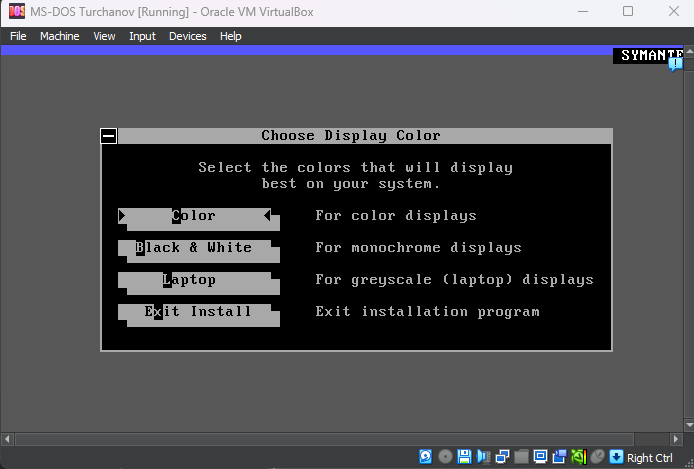 DOS
MS-DOS Turchanov [Running] - Oracle VM VirtualBox
File Machine View Input Devices Help
SYMANTE
Choose Display Color
Select the colors that will display
best on your system.
Color For color displays
Black & White For monochrome displays
Laptop For greyscale (laptop) displays
Exit Install Exit installation program
Right Ctrl